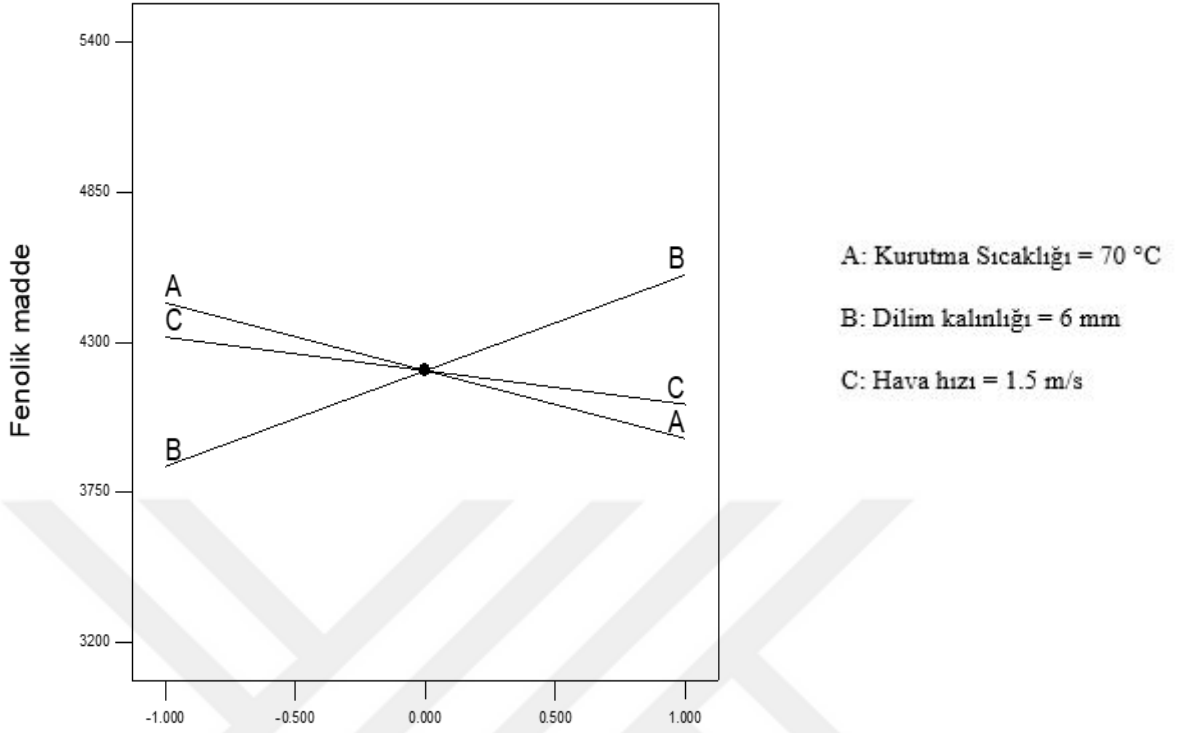 Fenolik madde
5400
4850
4300
3750
3200
A
C
B
B
C
A
-1.000 -0.500 0.000 0.500 1.000
A: Kurutma Sıcaklığı = 70 °C
B: Dilim kalınlığı = 6 mm
C: Hava hızı = 1.5 m/s